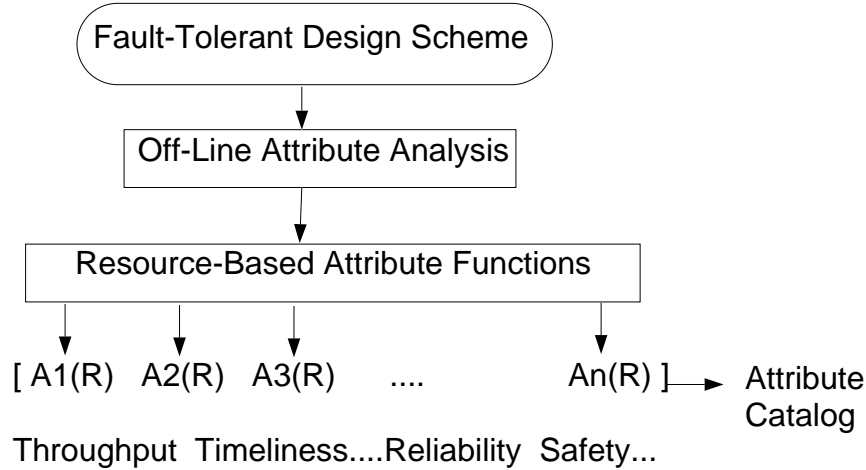 Fault-Tolerant Design Scheme
Off-Line Attribute Analysis
Resource-Based Attribute Functions
[ A1(R) A2(R) A3(R) .... An(R) ]
Attribute
Catalog
Throughput Timeliness....Reliability Safety...